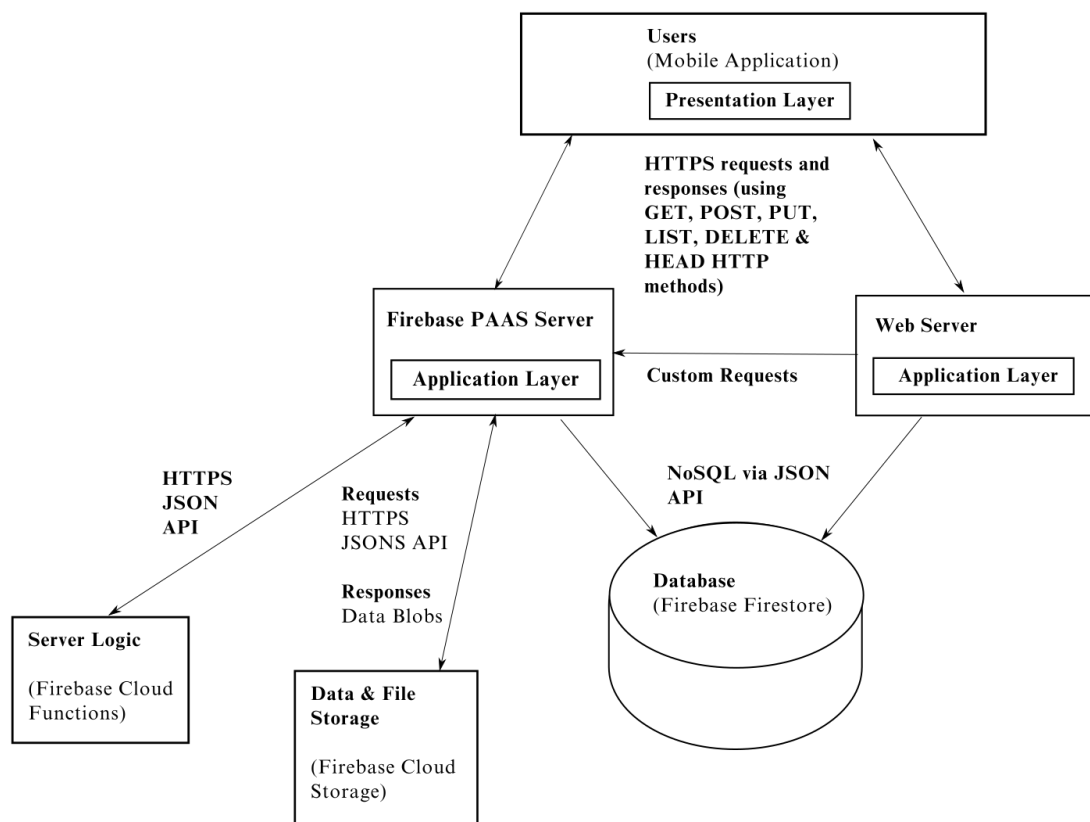 Users
(Mobile Application)
Presentation Layer
HTTPS requests and
responses (using
GET, POST, PUT,
LIST, DELETE &
HEAD HTTP
methods)
Firebase PAAS Server
Application Layer
Web Server
Application Layer
Custom Requests
HTTPS
JSON
API
Requests
HTTPS
JSONS API
Responses
Data Blobs
NoSQL via JSON
API
Database
(Firebase Firestore)
Server Logic
(Firebase Cloud
Functions)
Data & File
Storage
(Firebase Cloud
Storage)